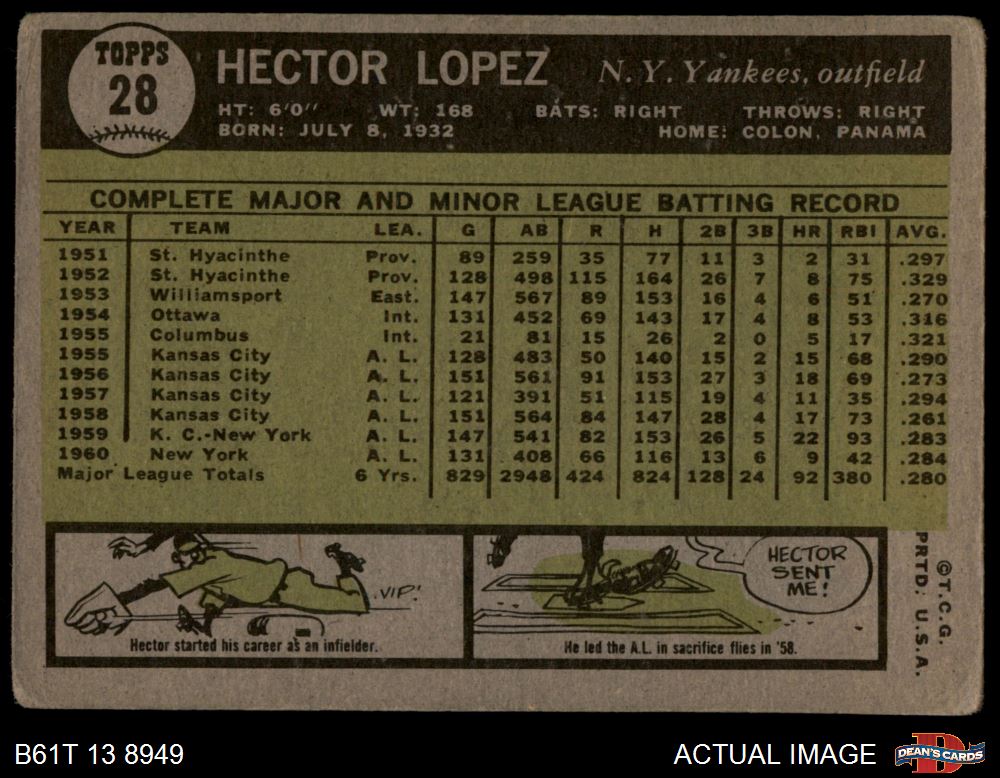 TOPPS
28
HECTOR LOPEZ N. Y. Yankees, outfield
HT: 6'0" WT: 168 BATS: RIGHT THROWS: RIGHT
BORN: JULY 8, 1932 HOME: COLON, PANAMA
COMPLETE MAJOR AND MINOR LEAGUE BATTING RECORD
YEAR TEAM LEA. G AB R H 2B 3B HR RBI AVG.
1951 St. Hyacinthe Prov. 89 259 35 77 11 3 2 31 .297
1952 St. Hyacinthe Prov. 128 498 115 164 26 7 8 75 .329
1953 Williamsport East. 147 567 89 153 16 4 6 51 .270
1954 Ottawa Int. 131 452 69 143 17 4 8 53 .316
1955 Columbus Int. 21 81 15 26 2 0 5 17 .321
1955 Kansas City A. L. 128 483 50 140 15 2 15 68 .290
1956 Kansas City A. L. 151 561 91 153 27 3 18 69 .273
1957 Kansas City A. L. 121 391 51 115 19 4 11 35 .294
1958 Kansas City A. L. 151 564 84 147 28 4 17 73 .261
1959 K. C.-New York A. L. 147 541 82 153 26 5 22 93 .283
1960 New York A. L. 131 408 66 116 13 6 9 42 .284
Major League Totals 6 Yrs. 829 2948 424 824 128 24 92 380 .280
VIP!
Hector started his career as an infielder.
HECTOR
SENT
ME!
He led the A.L. in sacrifice flies in '58.
©T.C.G.
PRTD: U.S.A.
B61T 13 8949 ACTUAL IMAGE DEAN'S CARDS